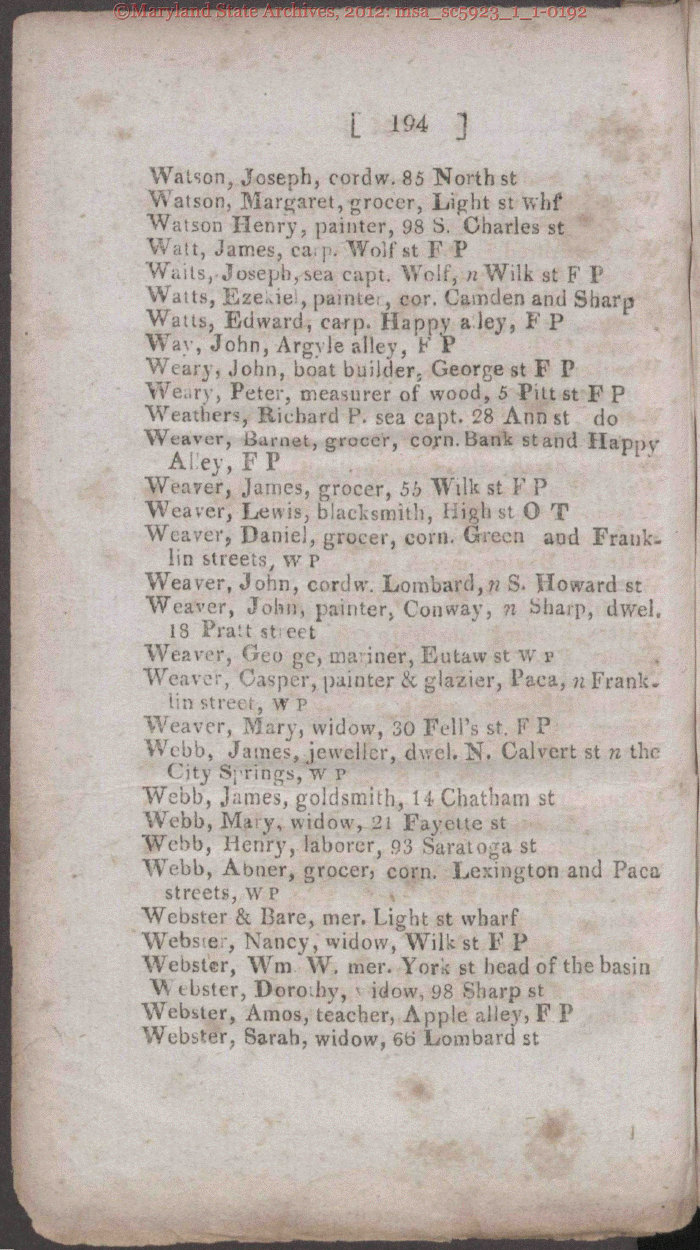 ©Maryland State Archives, 2012: msa_sc5923_1_1-0192
[ 194 ]
Watson, Joseph, cordw. 85 North st
Watson, Margaret, grocer, Light st whf
Watson Henry, painter, 98 S. Charles st
Watt, James, carp. Wolf st F P
Waits, Joseph, sea capt. Wolf, n Wilk st F P
Watts, Ezekiel, painter, cor. Camden and Sharp
Watts, Edward, carp. Happy alley, F P
Way, John, Argyle alley, F P
Weary, John, boat builder, George st F P
Weary, Peter, measurer of wood, 5 Pitt st F P
Weathers, Richard P. sea capt. 28 Ann st do
Weaver, Barnet, grocer, corn. Bank st and Happy
Alley, F P
Weaver, James, grocer, 55 Wilk st F P
Weaver, Lewis, blacksmith, High st O T
Weaver, Daniel, grocer, corn. Green and Frank-
lin streets, W P
Weaver, John, cordw. Lombard, n S. Howard st
Weaver, John, painter, Conway, n Sharp, dwel.
18 Pratt street
Weaver, George, mariner, Eutaw st W P
Weaver, Casper, painter & glazier, Paca, n Frank-
lin street, W P
Weaver, Mary, widow, 30 Fell's st. F P
Webb, James, jeweller, dwel. N. Calvert st n the
City Springs, W P
Webb, James, goldsmith, 14 Chatham st
Webb, Mary, widow, 21 Fayette st
Webb, Henry, laborer, 93 Saratoga st
Webb, Abner, grocer, corn. Lexington and Paca
streets, W P
Webster & Bare, mer. Light st wharf
Webster, Nancy, widow, Wilk st F P
Webster, Wm W. mer. York st head of the basin
Webster, Dorothy, widow, 98 Sharp st
Webster, Amos, teacher, Apple alley, F P
Webster, Sarah, widow, 66 Lombard st